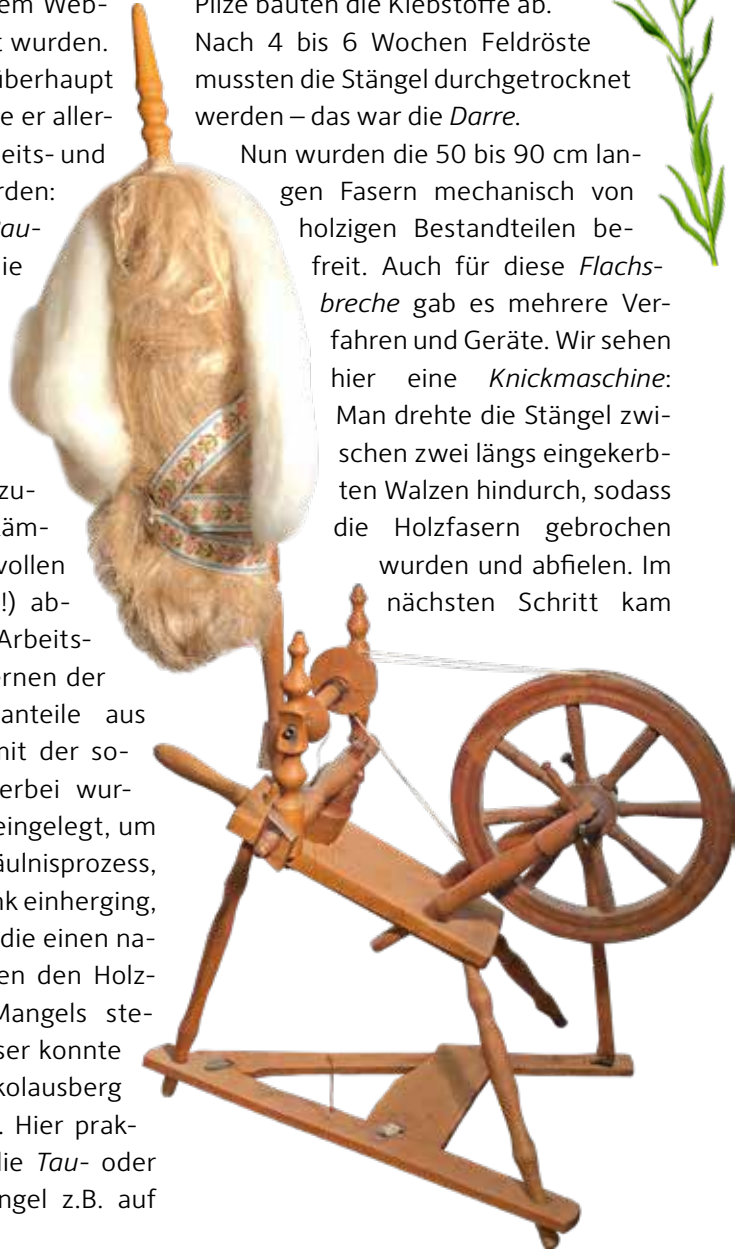 em Web-
t wurden.
überhaupt
e er aller-
eits- und
rden:
au-
ie
zu-
äm-
vollen
!) ab-
Arbeits-
ernen der
anteile aus
mit der so-
erbei wur-
eingelegt, um
äulnisprozess,
nk einherging,
die einen na-
en den Holz-
Mangels ste-
ser konnte
kolausberg
. Hier prak-
die Tau- oder
ngel z.B. auf
Pilze bauten die Klebstoffe ab.
Nach 4 bis 6 Wochen Feldröste
mussten die Stängel durchgetrocknet
werden – das war die Darre.
Nun wurden die 50 bis 90 cm lan-
gen Fasern mechanisch von
holzigen Bestandteilen be-
freit. Auch für diese Flachs-
breche gab es mehrere Ver-
fahren und Geräte. Wir sehen
hier eine Knickmaschine:
Man drehte die Stängel zwi-
schen zwei längs eingekerb-
ten Walzen hindurch, sodass
die Holzfasern gebrochen
wurden und abfielen. Im
nächsten Schritt kam